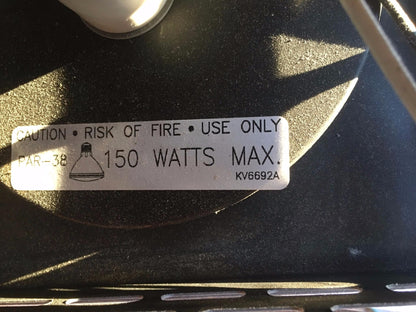 CAUTION • RISK OF FIRE • USE ONLY
PAR-38 150 WATTS MAX.
KV6692A